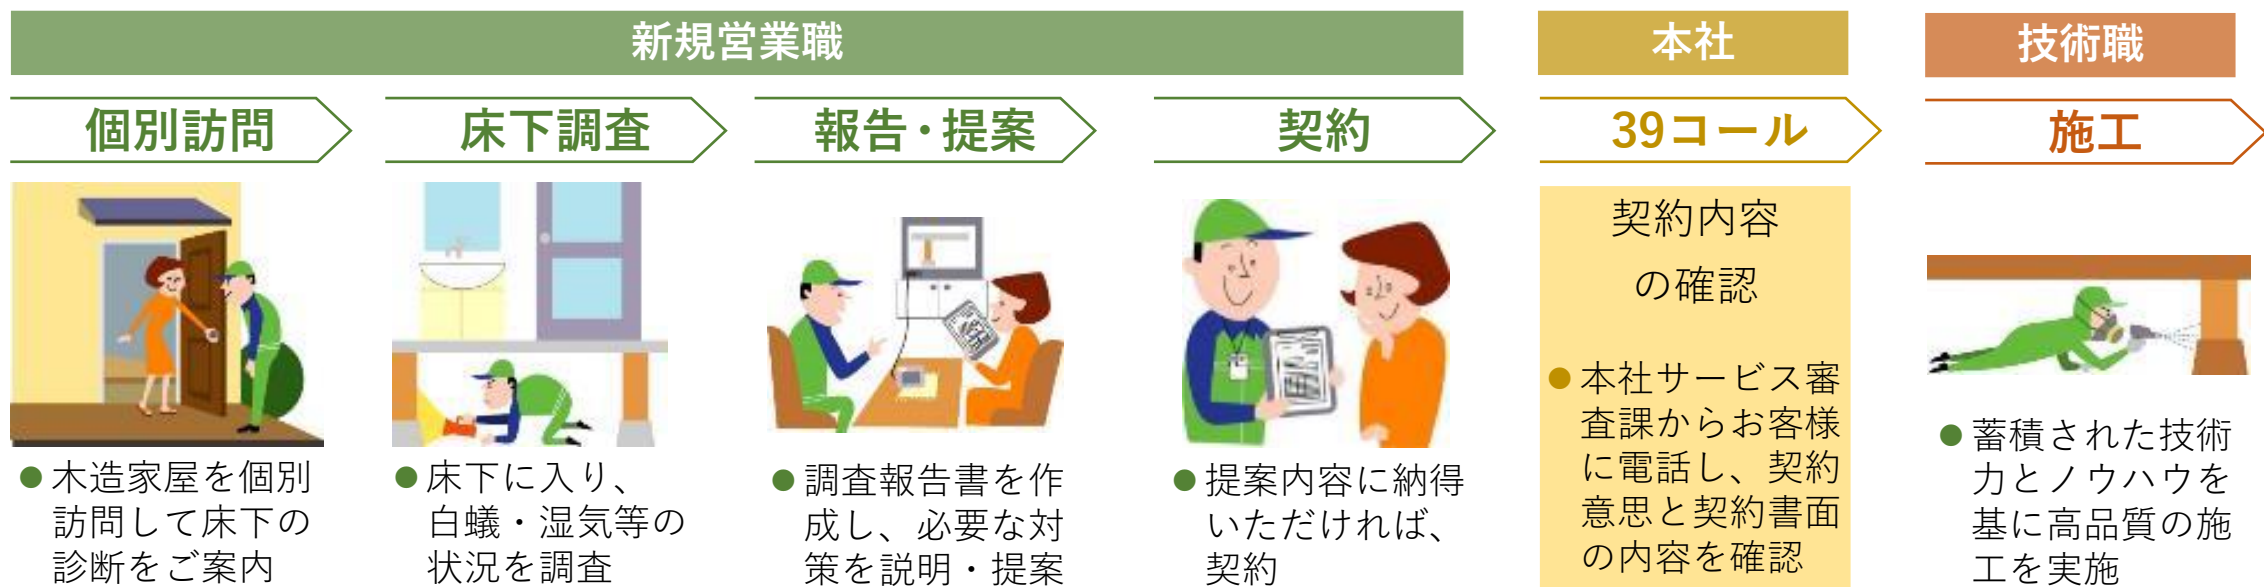 新規営業職
本社
技術職
個別訪問
床下調査
報告・提案
契約
39コール
施工
●木造家屋を個別
訪問して床下の
診断をご案内
●床下に入り、
白蟻・湿気等の
状況を調査
●調査報告書を作
成し、必要な対
策を説明・提案
●提案内容に納得
いただければ、
契約
契約内容
の確認
●本社サービス審
査課からお客様
に電話し、契約
意思と契約書面
の内容を確認
●蓄積された技術
力とノウハウを
基に高品質の施
工を実施